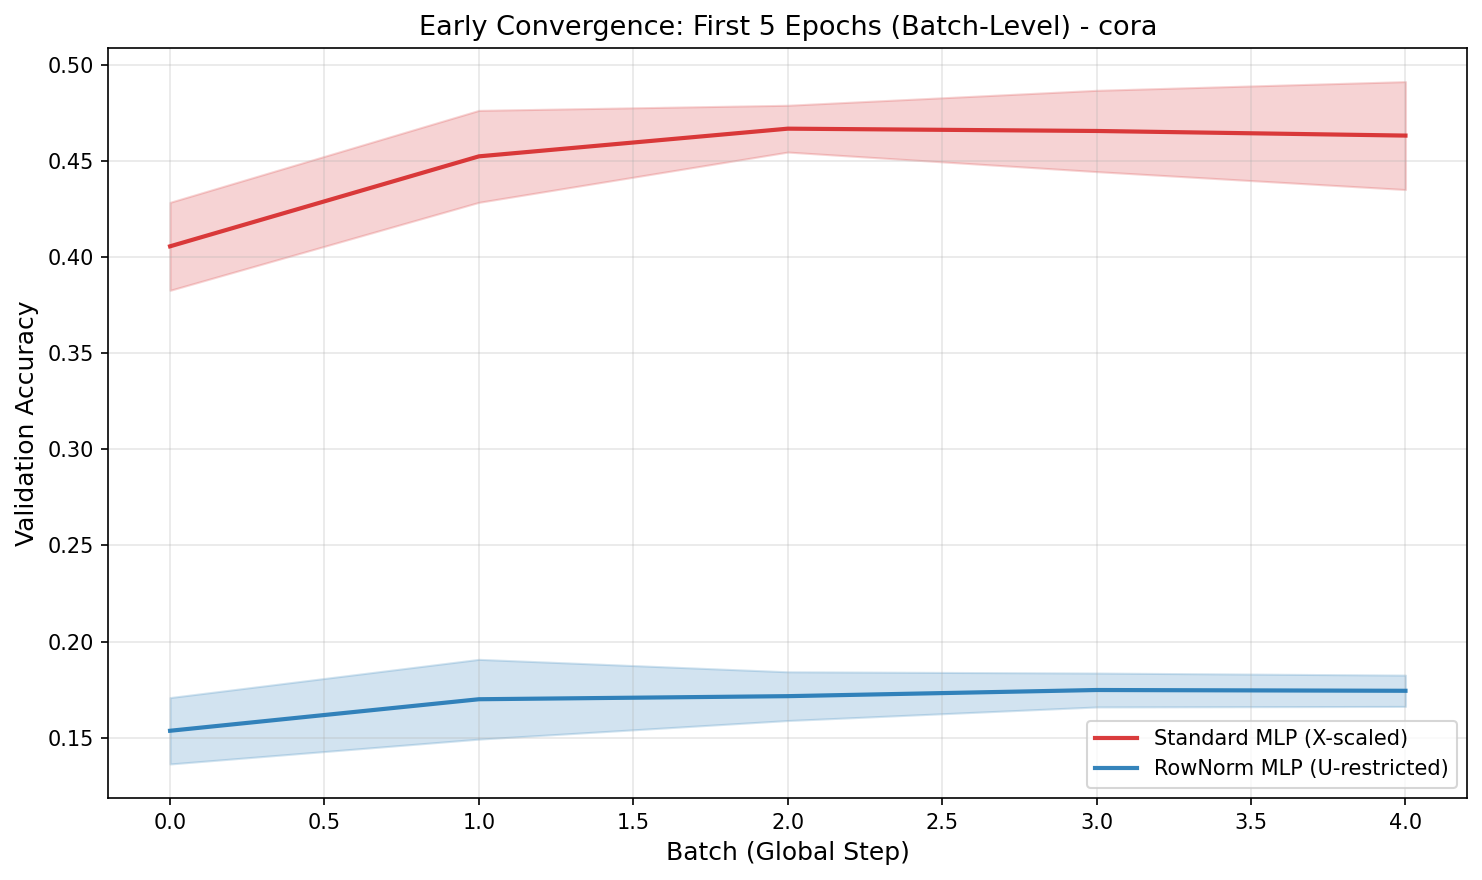 Early Convergence: First 5 Epochs (Batch-Level) - cora
Validation Accuracy
0.50
0.45
0.40
0.35
0.30
0.25
0.20
0.15
Standard MLP (X-scaled)
RowNorm MLP (U-restricted)
0.0 0.5 1.0 1.5 2.0 2.5 3.0 3.5 4.0
Batch (Global Step)